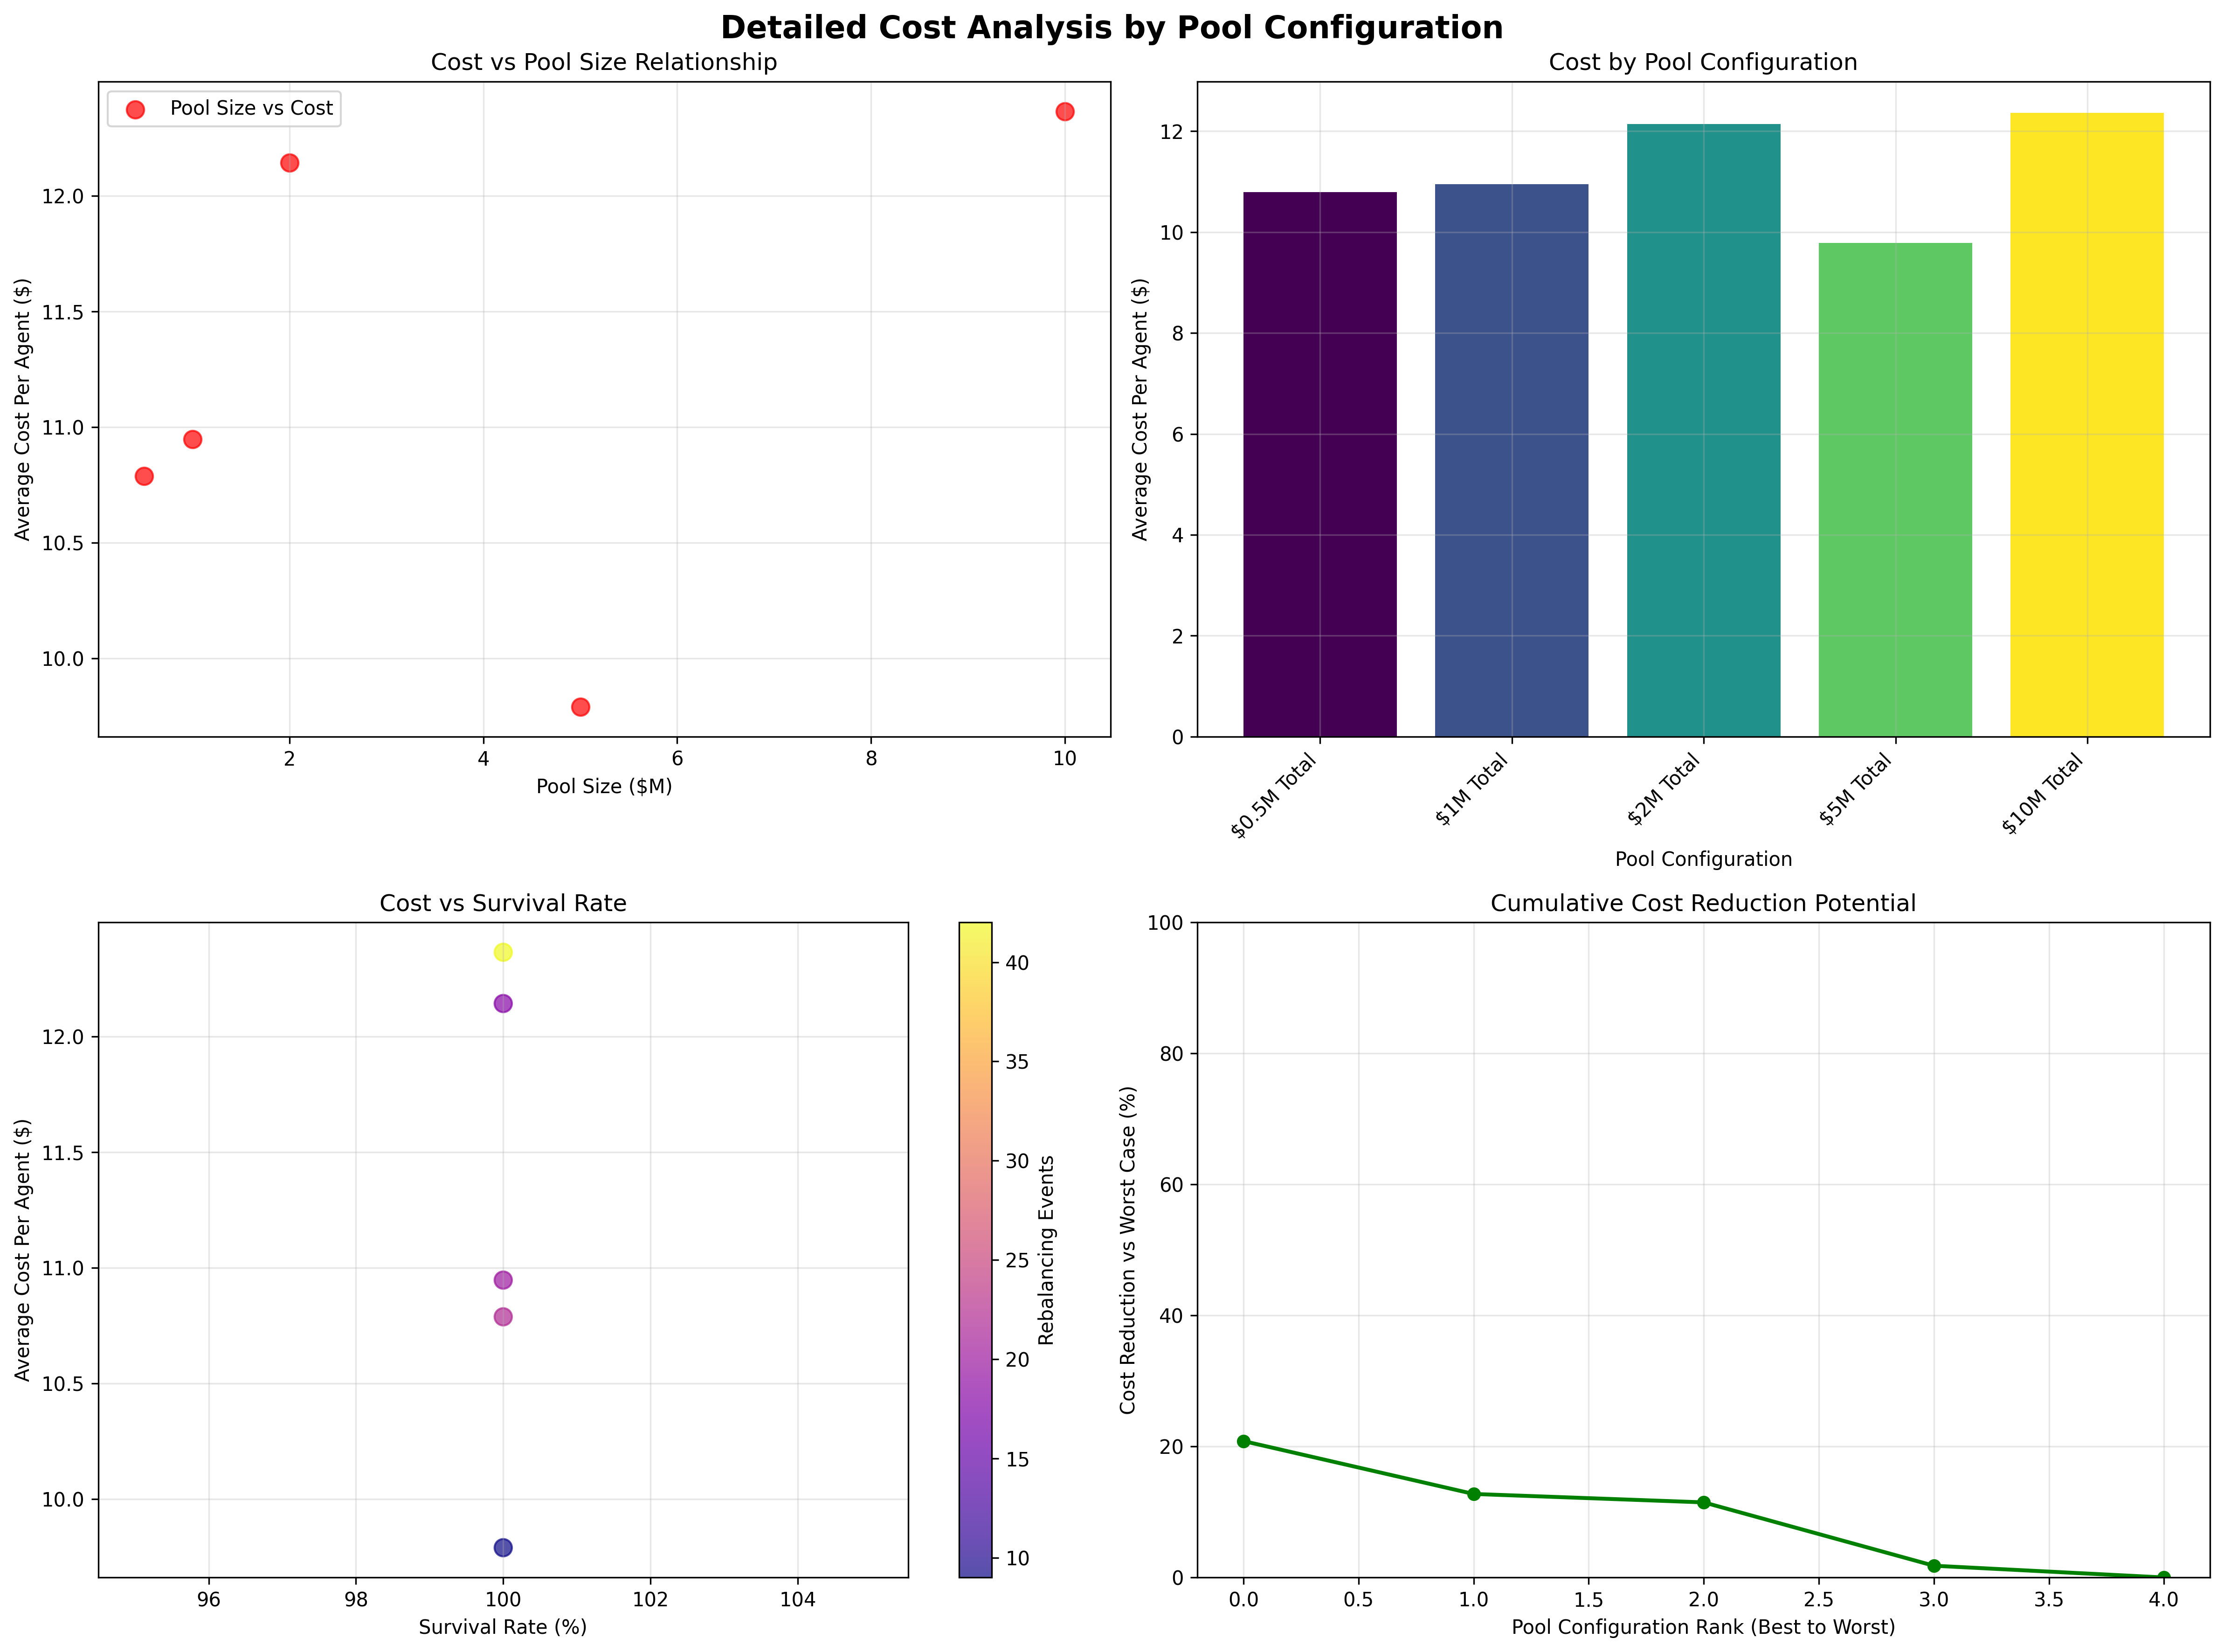 Detailed Cost Analysis by Pool Configuration
Cost vs Pool Size Relationship
Pool Size vs Cost
Average Cost Per Agent ($)
12.0
11.5
11.0
10.5
10.0
2 4 6 8 10
Pool Size ($M)
Cost by Pool Configuration
Average Cost Per Agent ($)
12
10
8
6
4
2
0
$0.5M Total
$1M Total
$2M Total
$5M Total
$10M Total
Pool Configuration
Cost vs Survival Rate
Average Cost Per Agent ($)
12.0
11.5
11.0
10.5
10.0
96 98 100 102 104
Survival Rate (%)
40
35
30
25
20
15
10
Rebalancing Events
Cumulative Cost Reduction Potential
Cost Reduction vs Worst Case (%)
100
80
60
40
20
0
0.0 0.5 1.0 1.5 2.0 2.5 3.0 3.5 4.0
Pool Configuration Rank (Best to Worst)